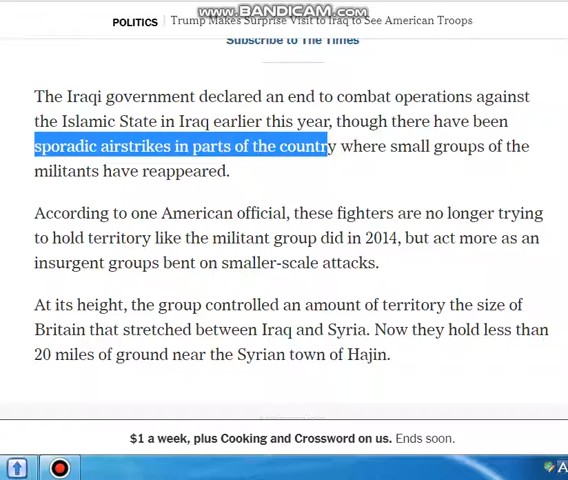 www.BANDICAM.com
POLITICS | Trump Makes Surprise Visit to Iraq to See American Troops
Subscribe to The Times
The Iraqi government declared an end to combat operations against
the Islamic State in Iraq earlier this year, though there have been
sporadic airstrikes in parts of the country where small groups of the
militants have reappeared.
According to one American official, these fighters are no longer trying
to hold territory like the militant group did in 2014, but act more as an
insurgent groups bent on smaller-scale attacks.
At its height, the group controlled an amount of territory the size of
Britain that stretched between Iraq and Syria. Now they hold less than
20 miles of ground near the Syrian town of Hajin.
$1 a week, plus Cooking and Crossword on us. Ends soon.
A